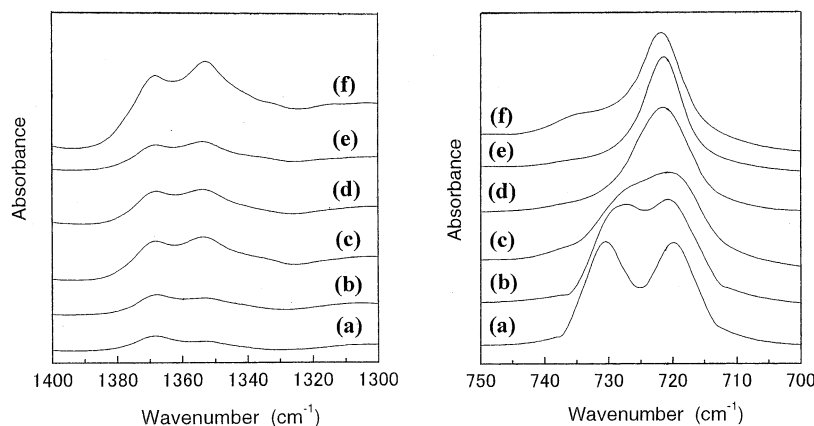 Absorbance
(f)
(e)
(d)
(c)
(b)
(a)
1400 1380 1360 1340 1320 1300
Wavenumber (cm-1)
Absorbance
(f)
(e)
(d)
(c)
(b)
(a)
750 740 730 720 710 700
Wavenumber (cm-1)